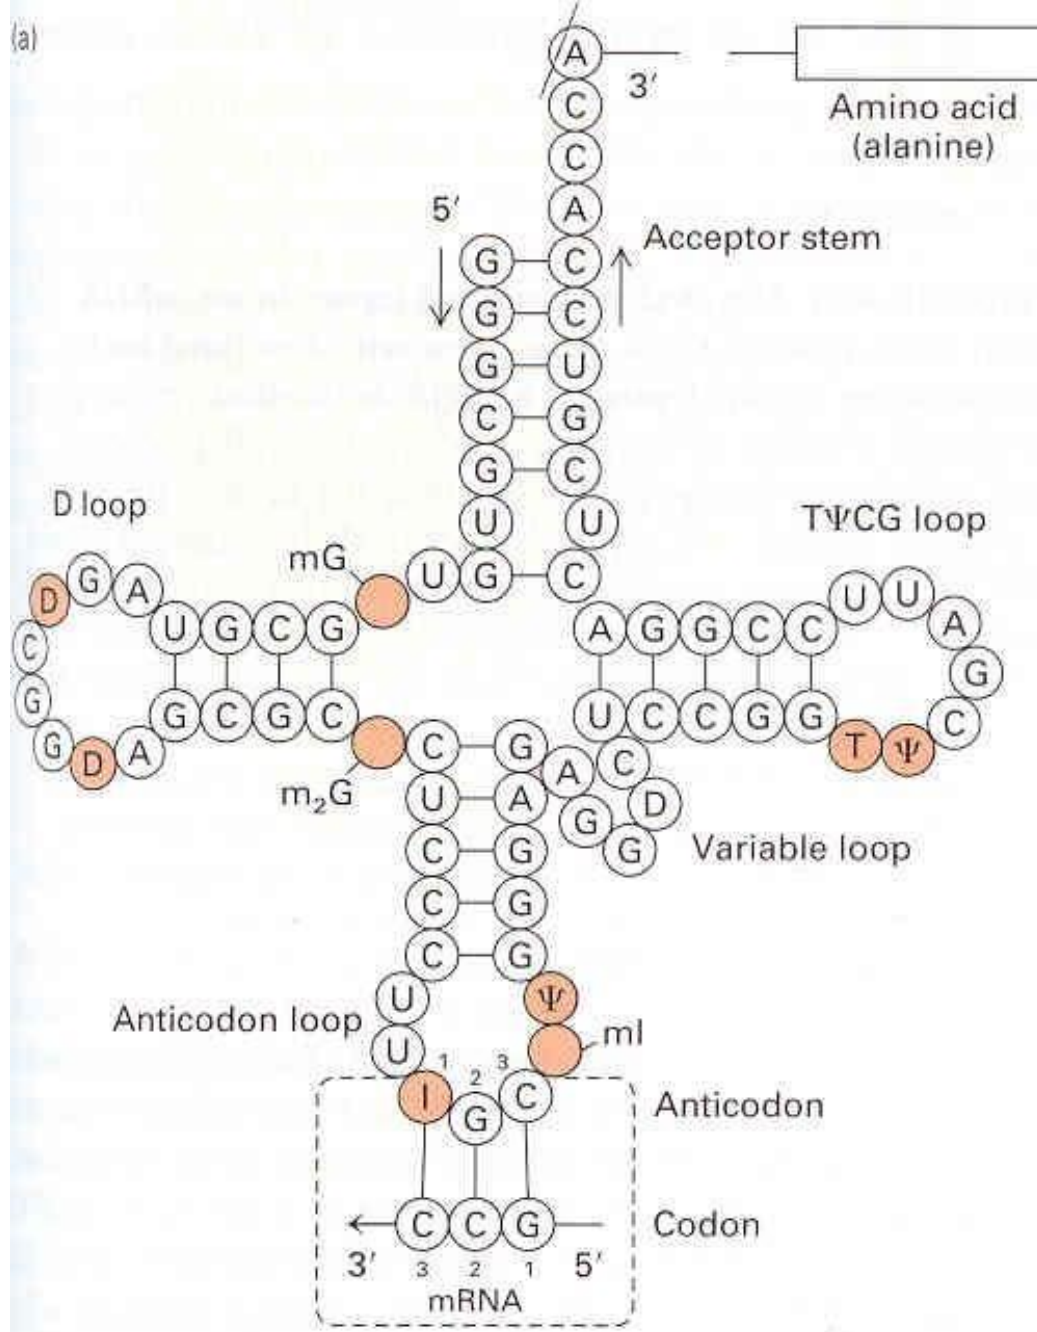 (a)
A
3′
Amino acid
(alanine)
C
C
A
5′
Acceptor stem
G C
G C
G U
C G
G C
U U
G C
D loop
mG
U
D G A
U G C G
C
G
G D A
G C G C
m₂G
TΨCG loop
A G G C C
U U A
G
C
U C C G G
T Ψ
C G
U A
C G
C G
C G
A C
G D
G
Variable loop
Anticodon loop
U Ψ
U mI
1 2 3
I G C
Anticodon
C C G
Codon
3′ 3 2 1 5′
mRNA